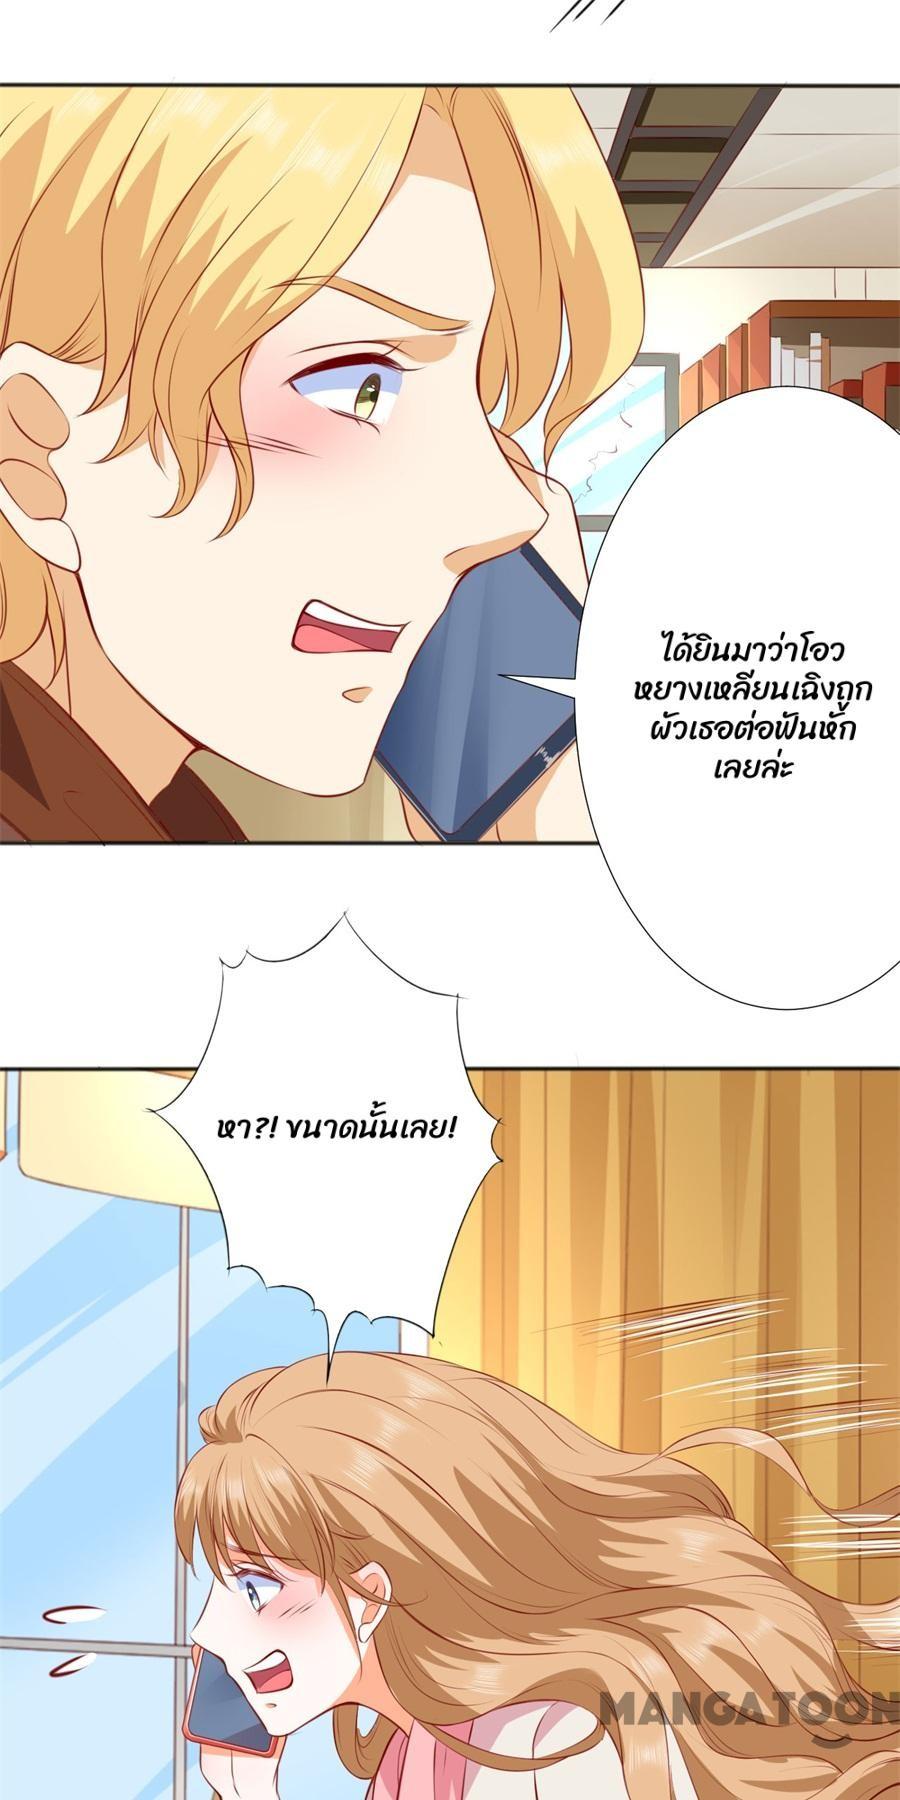 ได้ยินมาว่าโอว
หยางเหลียนเฉิงถูก
ผัวเธอต่อฟันหัก
เลยล่ะ
หา?! ขนาดนั้นเลย!
MANGATOON